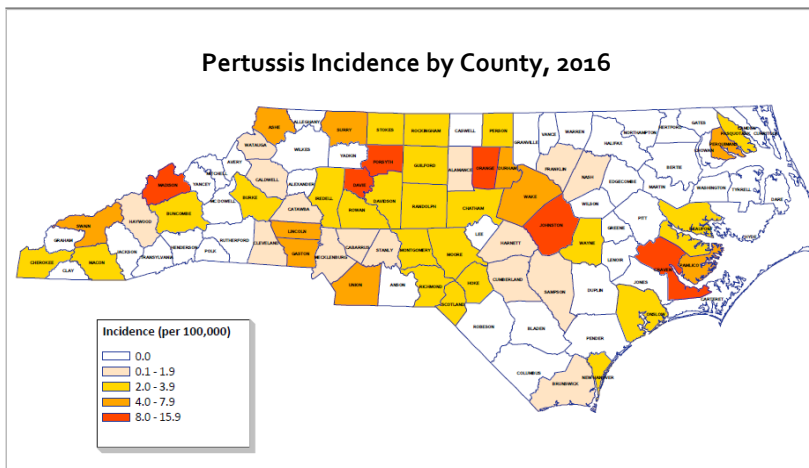 Pertussis Incidence by County, 2016
ASHE
ALLEGHANY
SURRY
STOKES
ROCKINGHAM
CASWELL
PERSON
GRANVILLE
VANCE
WARREN
HALIFAX
NORTHAMPTON
HERTFORD
GATES
WATAUGA
WILKES
YADKIN
FORSYTH
GUILFORD
ALAMANCE
ORANGE
DURHAM
FRANKLIN
NASH
EDGECOMBE
BERTIE
CHOWAN
PERQUIMANS
AVERY
MITCHELL
CALDWELL
ALEXANDER
IREDELL
DAVIE
DAVIDSON
RANDOLPH
CHATHAM
WAKE
WILSON
MARTIN
WASHINGTON
TYRRELL
DARE
MADISON
YANCEY
MCDOWELL
BURKE
CATAWBA
ROWAN
JOHNSTON
PITT
GREENE
HYDE
SWAIN
HAYWOOD
BUNCOMBE
LINCOLN
CABARRUS
STANLY
MONTGOMERY
MOORE
LEE
HARNETT
WAYNE
LENOIR
CRAVEN
BEAUFORT
PAMLICO
GRAHAM
CHEROKEE
CLAY
MACON
JACKSON
TRANSYLVANIA
HENDERSON
POLK
RUTHERFORD
CLEVELAND
GASTON
MECKLENBURG
UNION
ANSON
RICHMOND
SCOTLAND
HOKE
CUMBERLAND
SAMPSON
DUPLIN
JONES
CARTERET
ONSLOW
ROBESON
BLADEN
PENDER
COLUMBUS
BRUNSWICK
NEW HANOVER
Incidence (per 100,000)
0.0
0.1 - 1.9
2.0 - 3.9
4.0 - 7.9
8.0 - 15.9